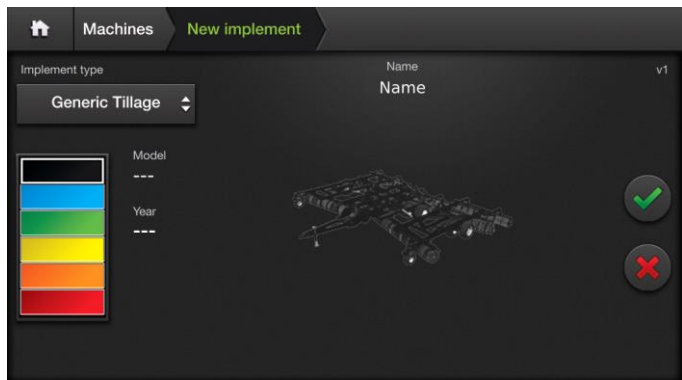 Machines
New implement
Implement type
Name
v1
Generic Tillage
Name
Model
---
Year
---